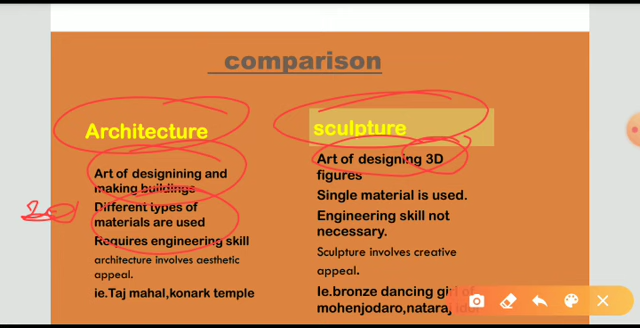 comparison
Architecture
Art of designining and
making buildings
Different types of
materials are used
Requires engineering skill
architecture involves aesthetic
appeal.
ie.Taj mahal,konark temple
sculpture
Art of designing 3D
figures
Single material is used.
Engineering skill not
necessary.
Sculpture involves creative
appeal.
Ie.bronze dancing girl of
mohenjodaro,nataraj idol